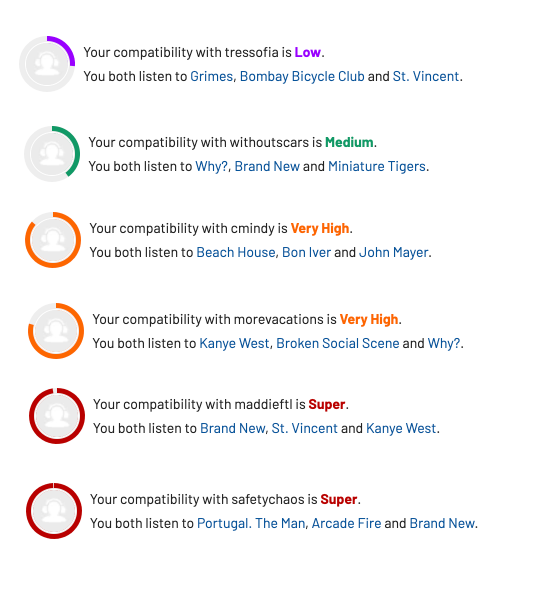 Your compatibility with tressofia is Low.
You both listen to Grimes, Bombay Bicycle Club and St. Vincent.
Your compatibility with withoutscars is Medium.
You both listen to Why?, Brand New and Miniature Tigers.
Your compatibility with cmindy is Very High.
You both listen to Beach House, Bon Iver and John Mayer.
Your compatibility with morevacations is Very High.
You both listen to Kanye West, Broken Social Scene and Why?.
Your compatibility with maddieftl is Super.
You both listen to Brand New, St. Vincent and Kanye West.
Your compatibility with safetychaos is Super.
You both listen to Portugal. The Man, Arcade Fire and Brand New.